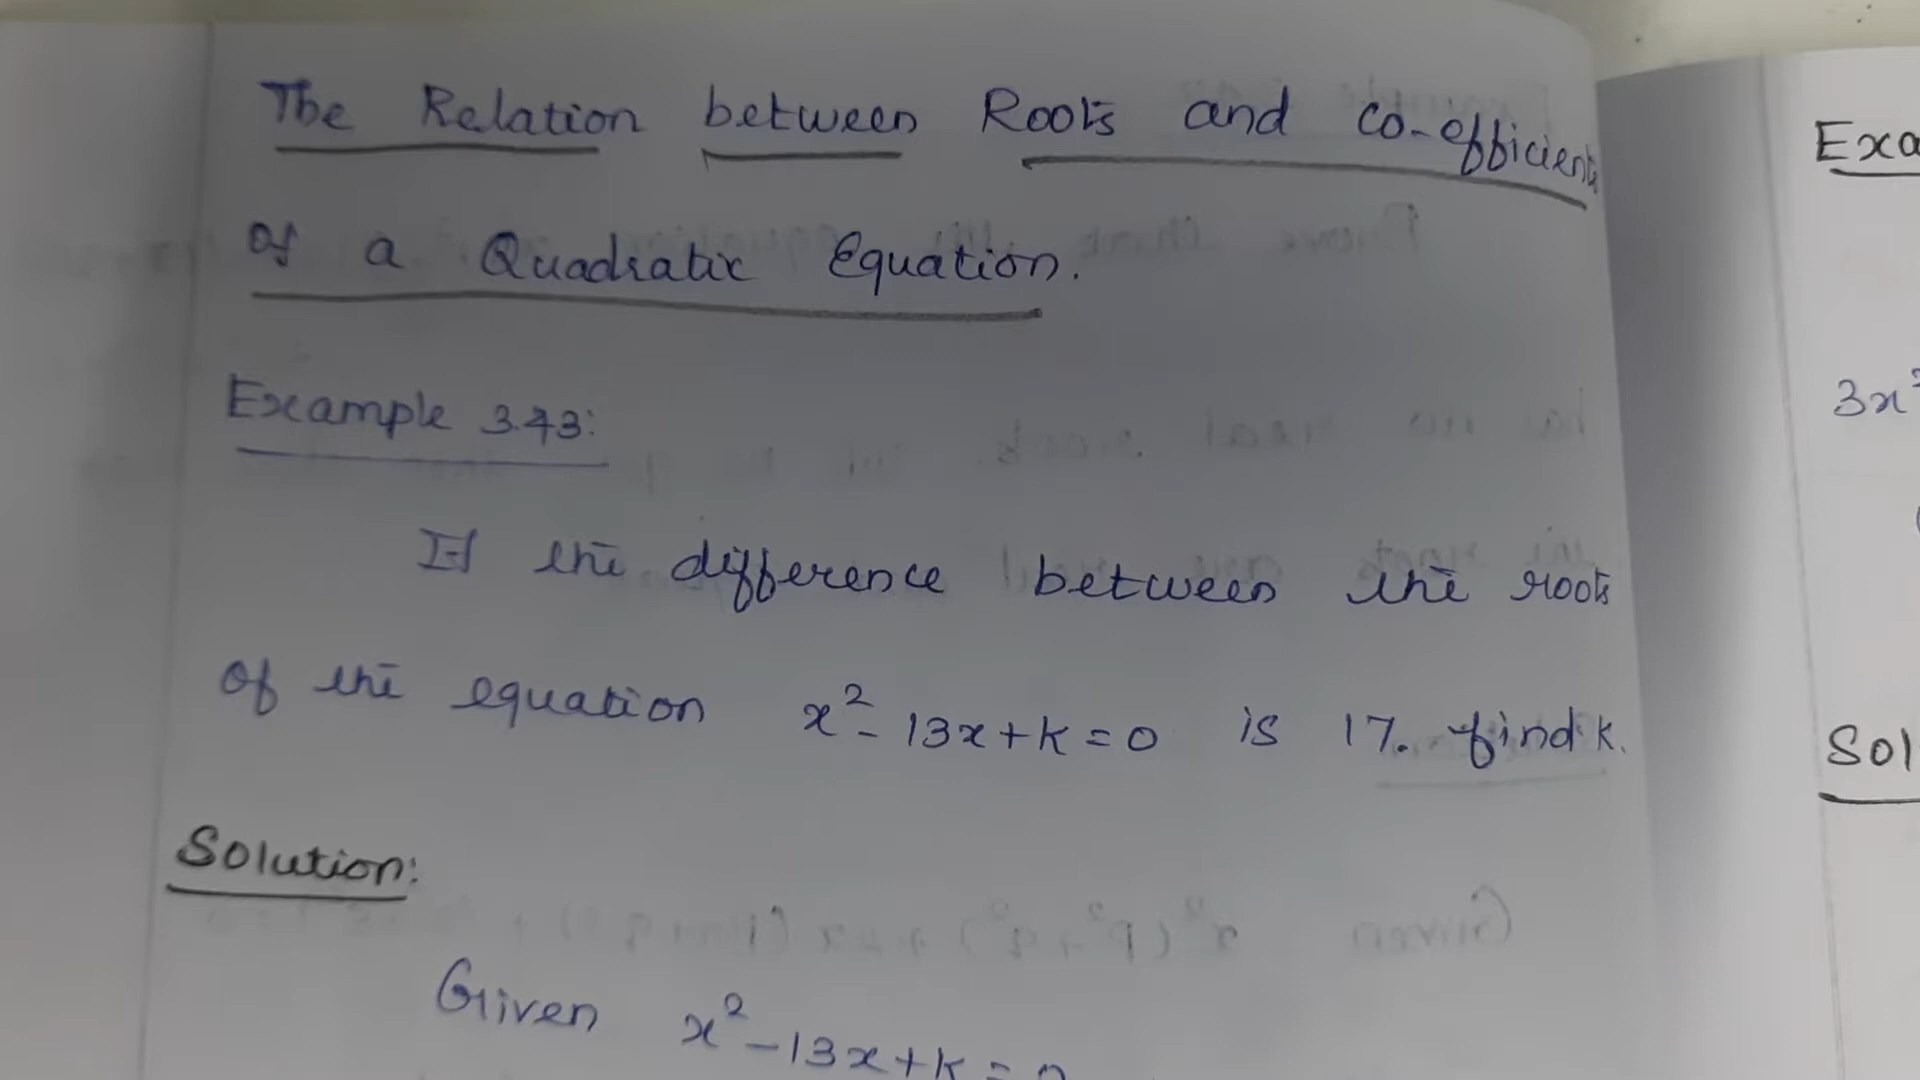 The Relation between Roots and co-efficients
of a Quadratic Equation.
Example 3.43:
If the difference between the roots
of the equation x² - 13x + k = 0 is 17. find k.
Solution:
Given x² - 13x + k = 0
Exa
3x²
Sol